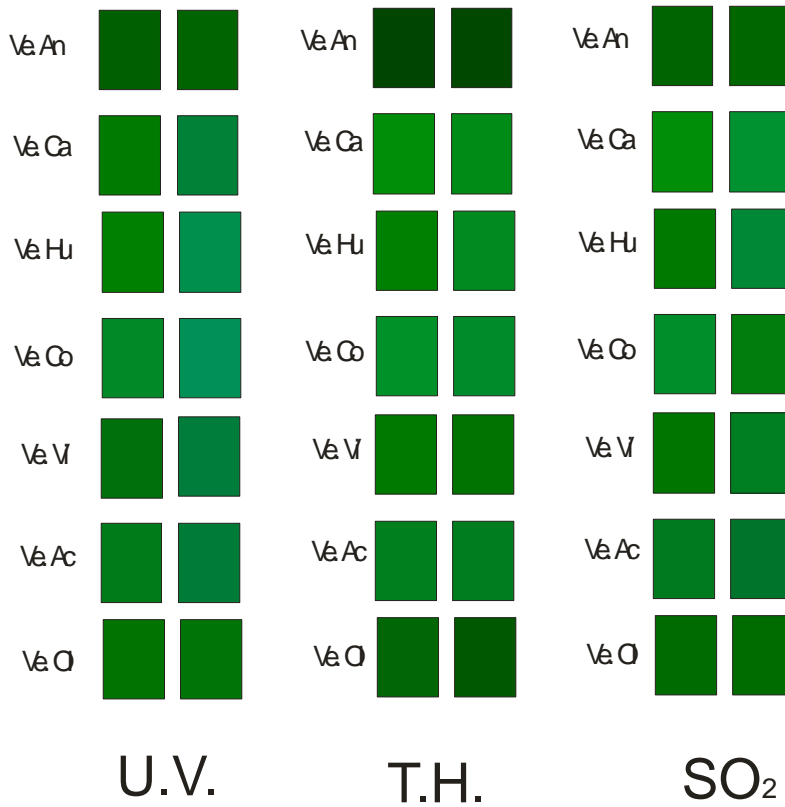 Ve.An Ve.An Ve.An
Ve.Ca Ve.Ca Ve.Ca
Ve.Hu Ve.Hu Ve.Hu
Ve.Co Ve.Co Ve.Co
Ve.Vi Ve.Vi Ve.Vi
Ve.Ac Ve.Ac Ve.Ac
Ve.Ol Ve.Ol Ve.Ol
U.V. T.H. SO₂